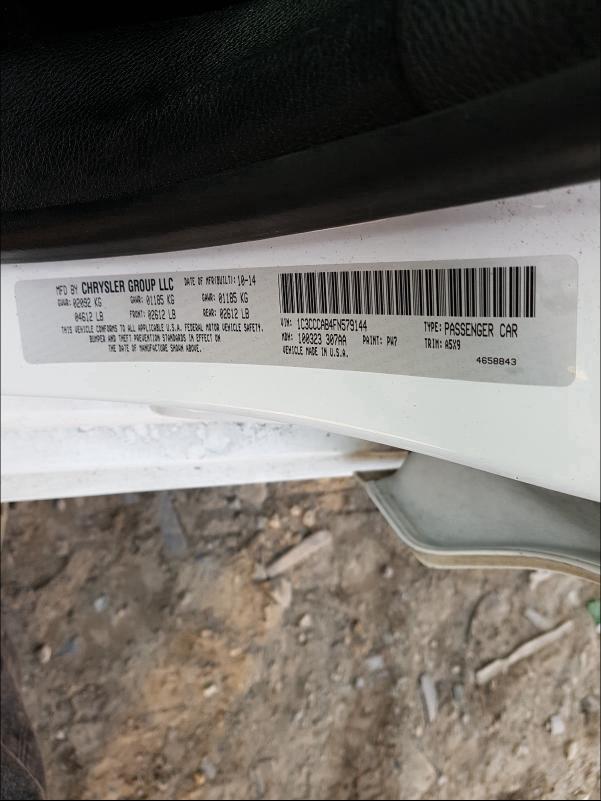 MFD BY CHRYSLER GROUP LLC DATE OF MFR(BUILT): 10-14
GVWR: 02092 KG GAWR: 01185 KG GAWR: 01185 KG
04612 LB FRONT: 02612 LB REAR: 02612 LB
THIS VEHICLE CONFORMS TO ALL APPLICABLE U.S.A. FEDERAL MOTOR VEHICLE SAFETY,
BUMPER AND THEFT PREVENTION STANDARDS IN EFFECT ON
THE DATE OF MANUFACTURE SHOWN ABOVE.
VIN: 1C3CCCAB4FN579144 TYPE: PASSENGER CAR
MDH: 100323 307AA PAINT: PW7 TRIM: A5X9
VEHICLE MADE IN U.S.A. 4658843